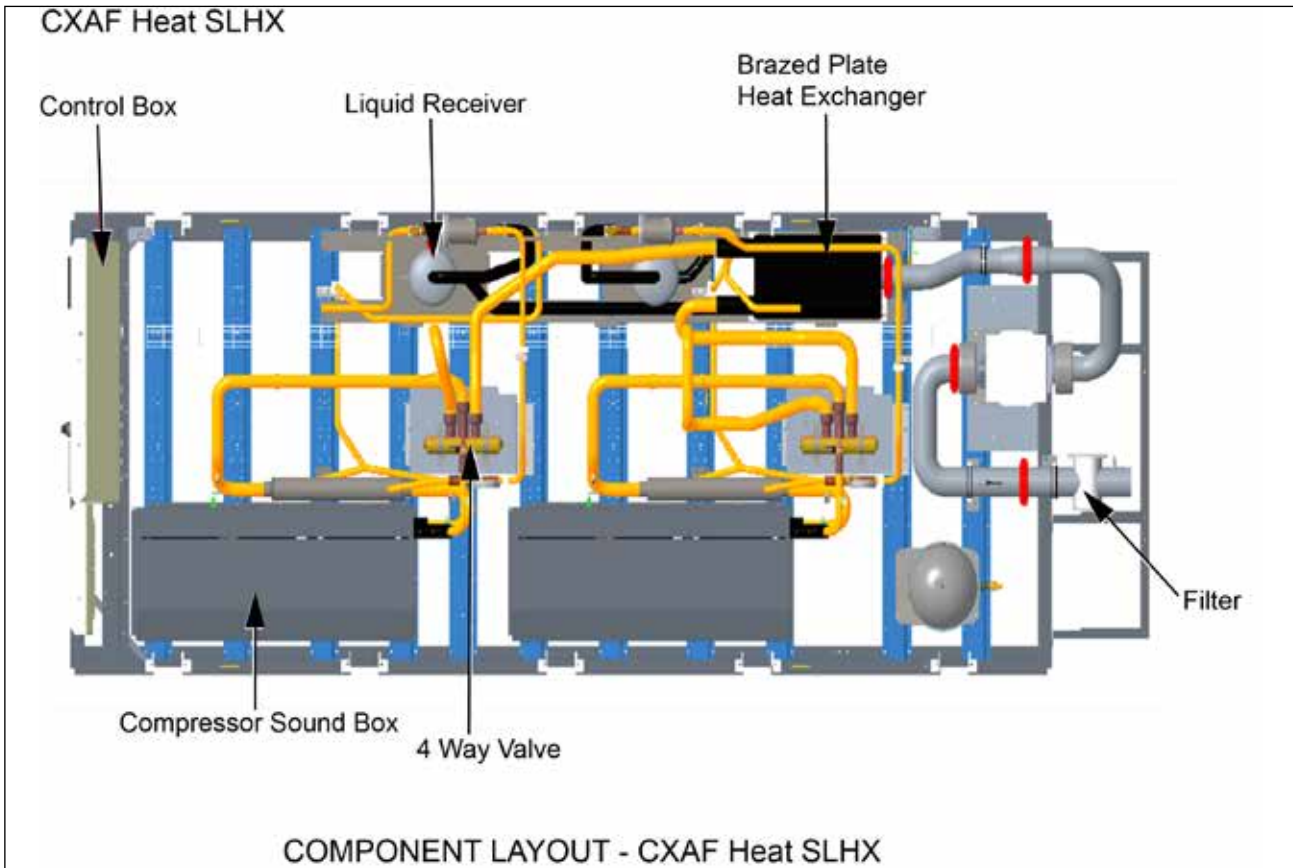 CXAF Heat SLHX
Brazed Plate
Heat Exchanger
Control Box
Liquid Receiver
Filter
Compressor Sound Box
4 Way Valve
COMPONENT LAYOUT - CXAF Heat SLHX